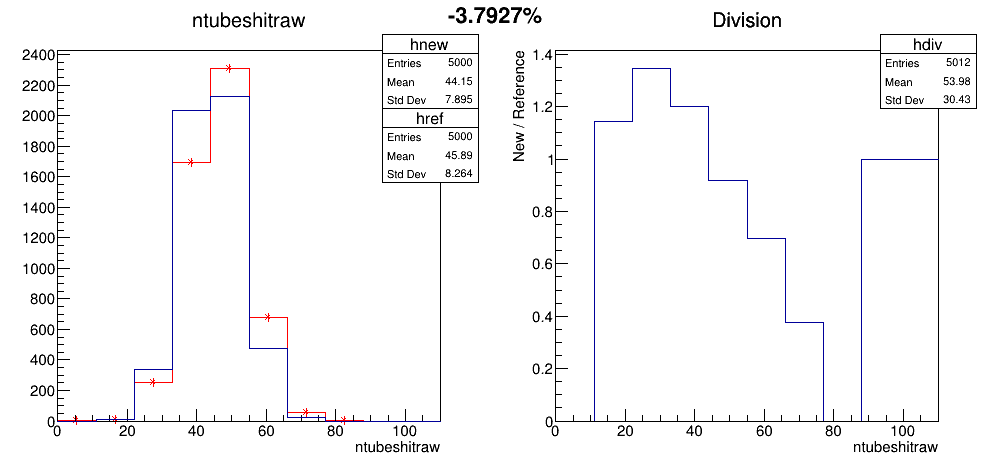 -3.7927%
ntubeshitraw
hnew
Entries 5000
Mean 44.15
Std Dev 7.895
href
Entries 5000
Mean 45.89
Std Dev 8.264
2400
2200
2000
1800
1600
1400
1200
1000
800
600
400
200
0
0 20 40 60 80 100
ntubeshitraw
Division
hdiv
Entries 5012
Mean 53.98
Std Dev 30.43
New / Reference
1.4
1.2
1
0.8
0.6
0.4
0.2
0
0 20 40 60 80 100
ntubeshitraw